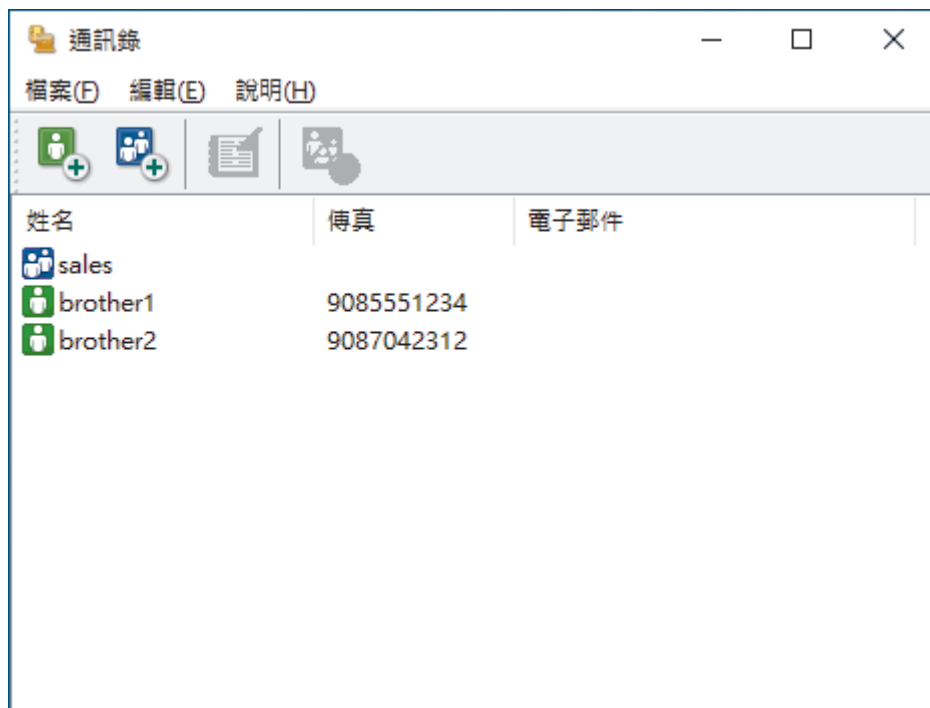 通訊錄
檔案(F) 編輯(E) 說明(H)
姓名 傳真 電子郵件
sales
brother1 9085551234
brother2 9087042312